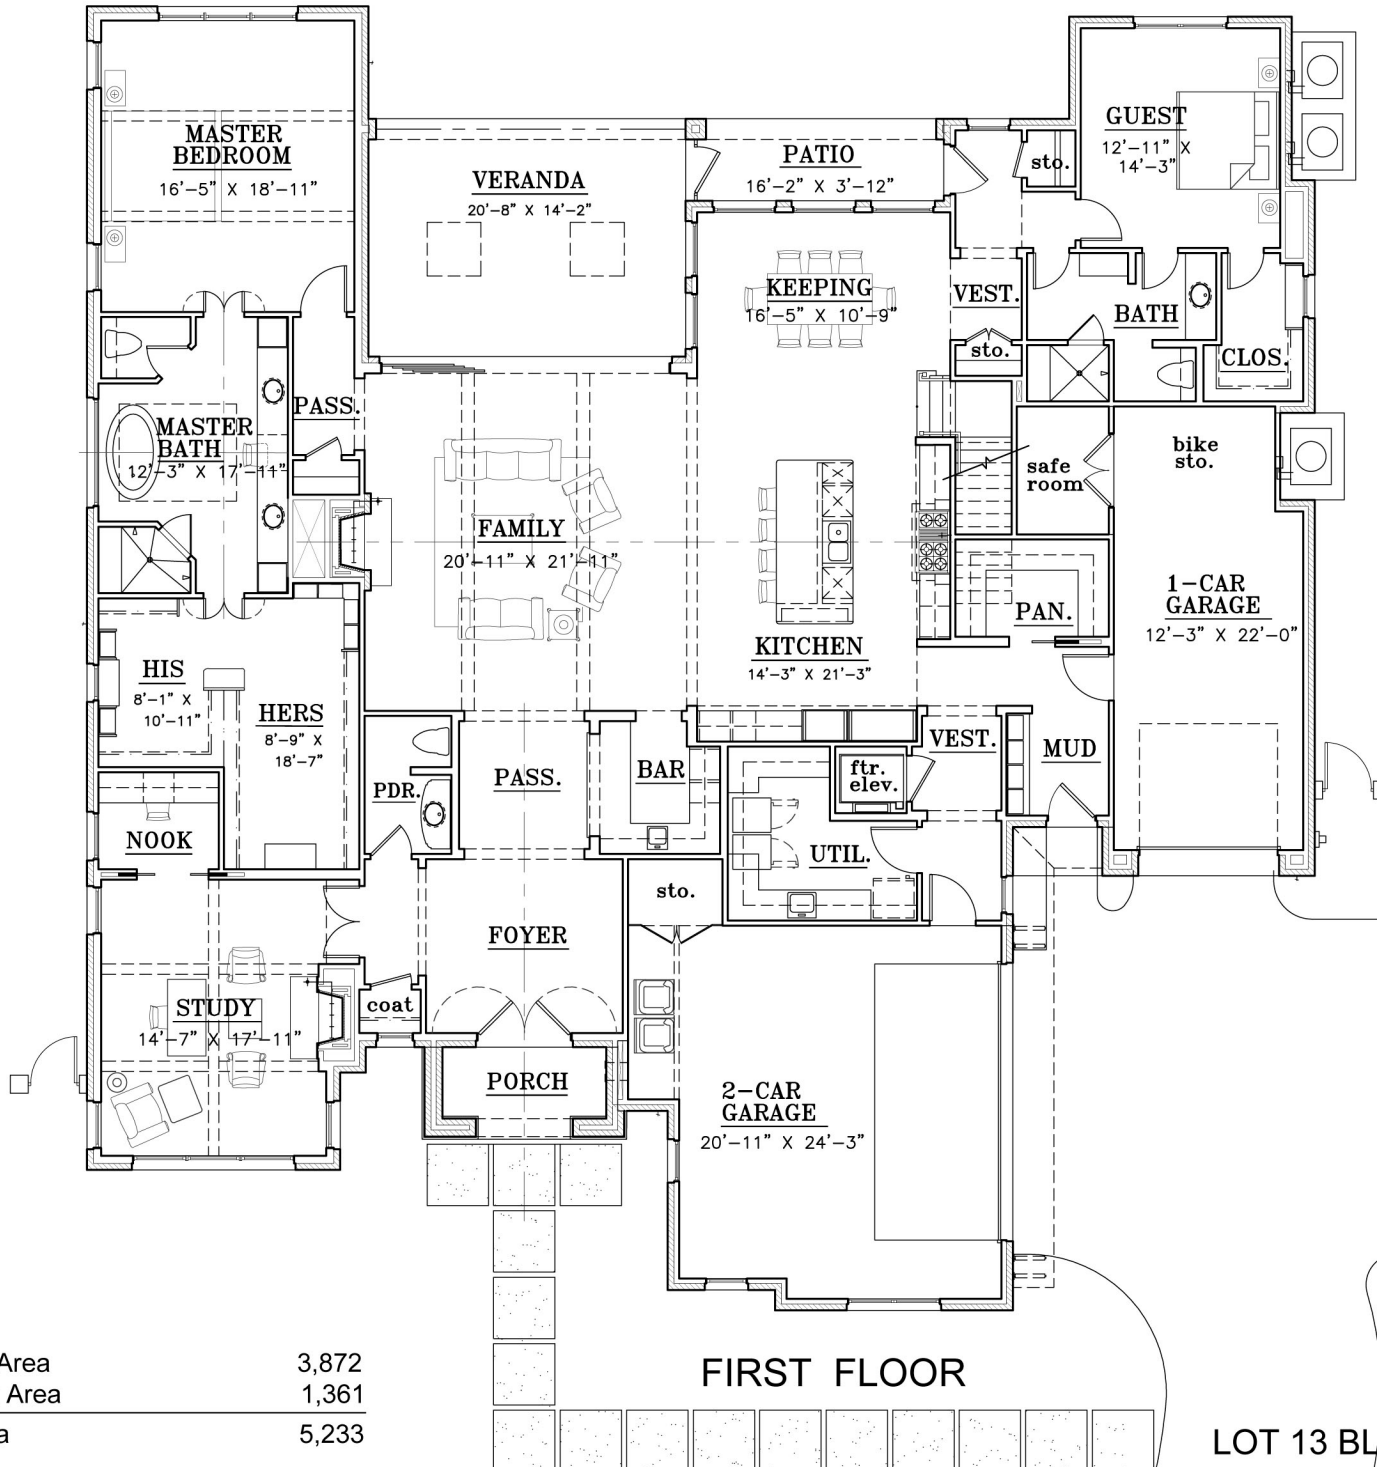 MASTER
BEDROOM
16'-5" X 18'-11"
VERANDA
20'-8" X 14'-2"
PATIO
16'-2" X 3'-12"
sto.
GUEST
12'-11" X
14'-3"
KEEPING
16'-5" X 10'-9"
VEST.
sto.
BATH
CLOS.
MASTER
BATH
12'-3" X 17'-11"
PASS.
FAMILY
20'-11" X 21'-11"
safe
room
bike
sto.
1-CAR
GARAGE
12'-3" X 22'-0"
PAN.
KITCHEN
14'-3" X 21'-3"
HIS
8'-1" X
10'-11"
HERS
8'-9" X
18'-7"
PDR.
PASS.
BAR
ftr.
elev.
VEST.
MUD
NOOK
UTIL.
sto.
FOYER
coat
STUDY
14'-7" X 17'-11"
PORCH
2-CAR
GARAGE
20'-11" X 24'-3"
Area 3,872
Area 1,361
a 5,233
FIRST FLOOR
LOT 13 BL